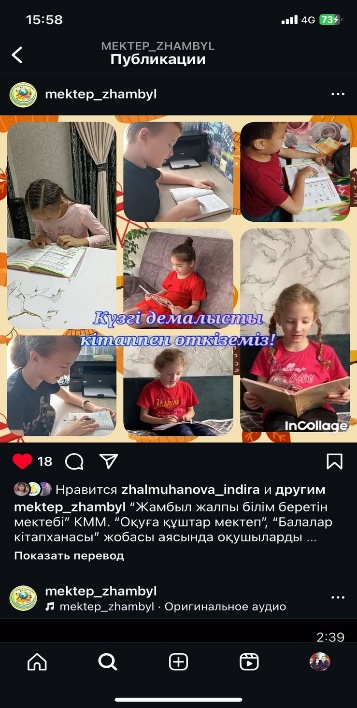 15:58
4G 73
MEKTEP_ZHAMBYL
Публикации
mektep_zhambyl
Күзгі демалысты
кітаппен өткіземіз!
InCollage
18
Нравится zhalmuhanova_indira и другим
mektep_zhambyl “Жамбыл жалпы білім беретін
мектебі” КММ. “Оқуға құштар мектеп”, “Балалар
кітапханасы” жобасы аясында оқушыларды ...
Показать перевод
mektep_zhambyl
mektep_zhambyl · Оригинальное аудио
2:39